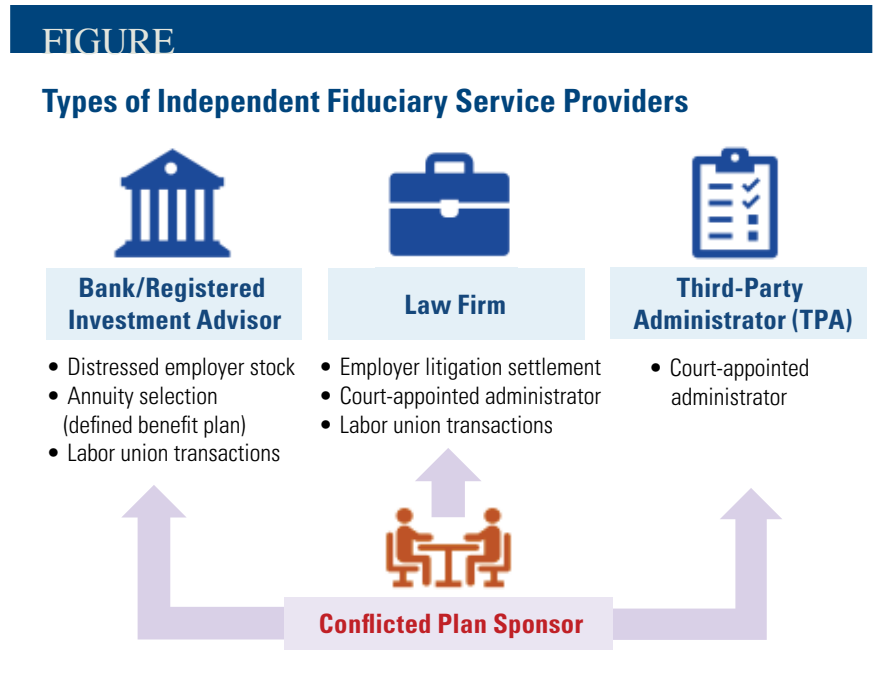 FIGURE
Types of Independent Fiduciary Service Providers
Bank/Registered
Investment Advisor
• Distressed employer stock
• Annuity selection
(defined benefit plan)
• Labor union transactions
Law Firm
• Employer litigation settlement
• Court-appointed administrator
• Labor union transactions
Third-Party
Administrator (TPA)
• Court-appointed
administrator
Conflicted Plan Sponsor